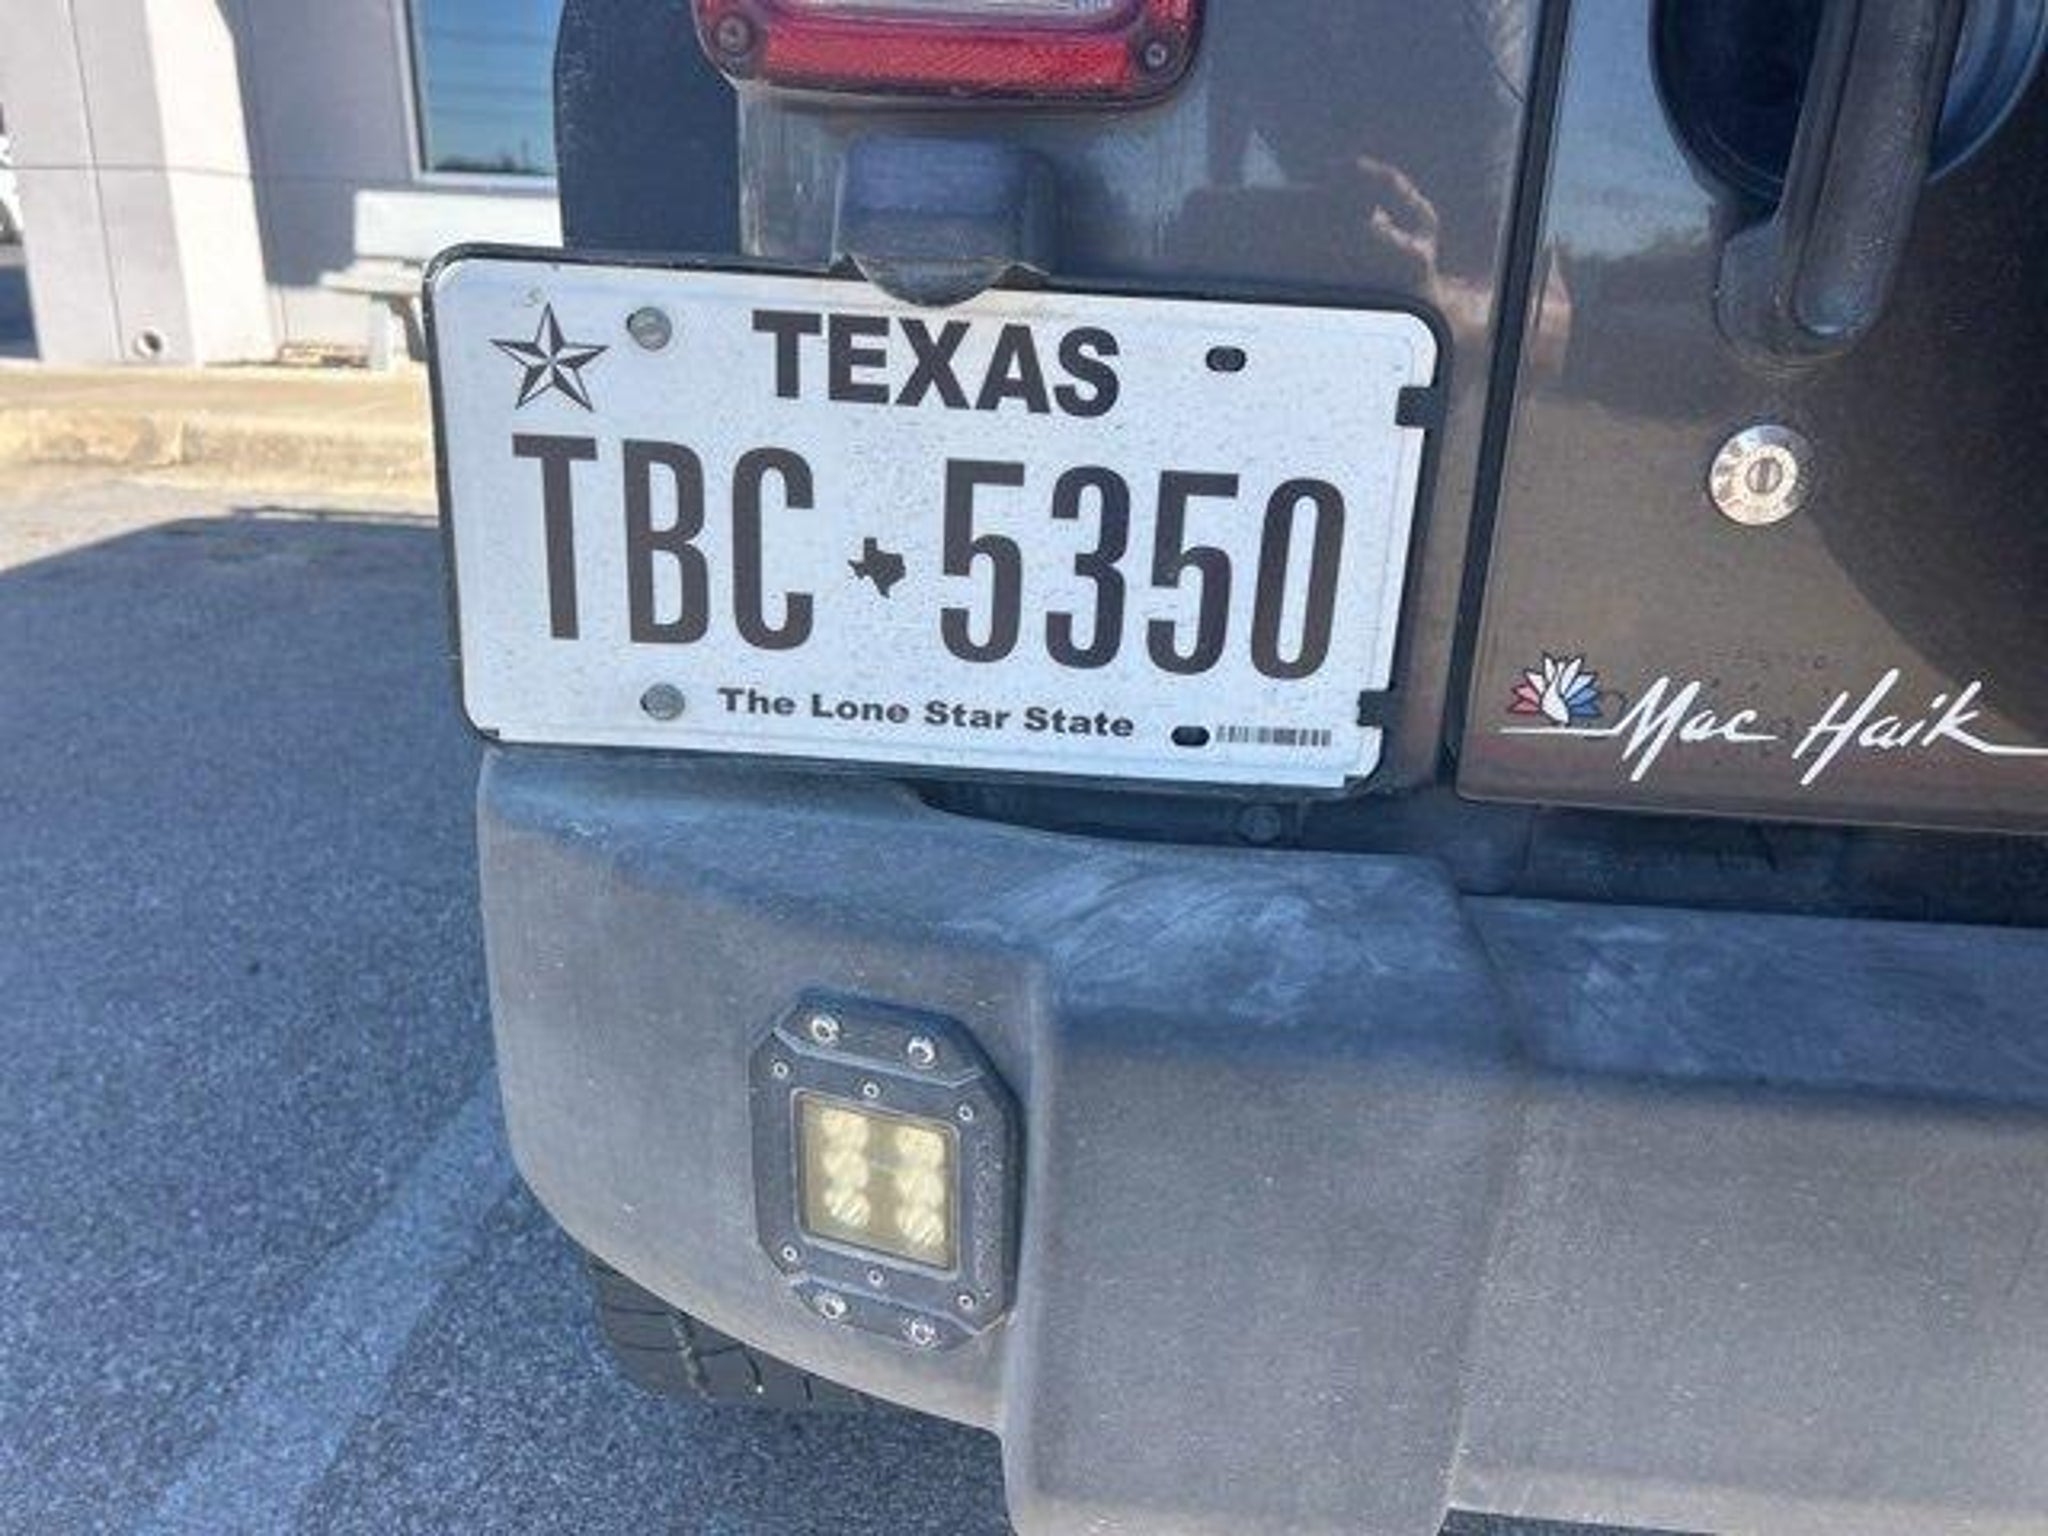 TEXAS
TBC 5350
The Lone Star State
Mac Haik